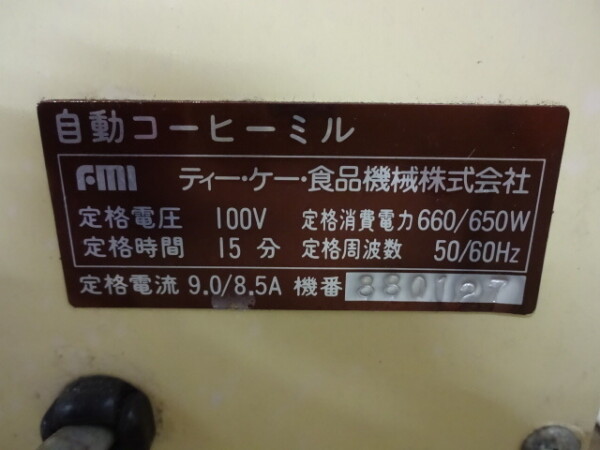 自動コーヒーミル
FMI ティー・ケー・食品機械株式会社
定格電圧 100V 定格消費電力 660/650W
定格時間 15分 定格周波数 50/60Hz
定格電流 9.0/8.5A 機番 880127